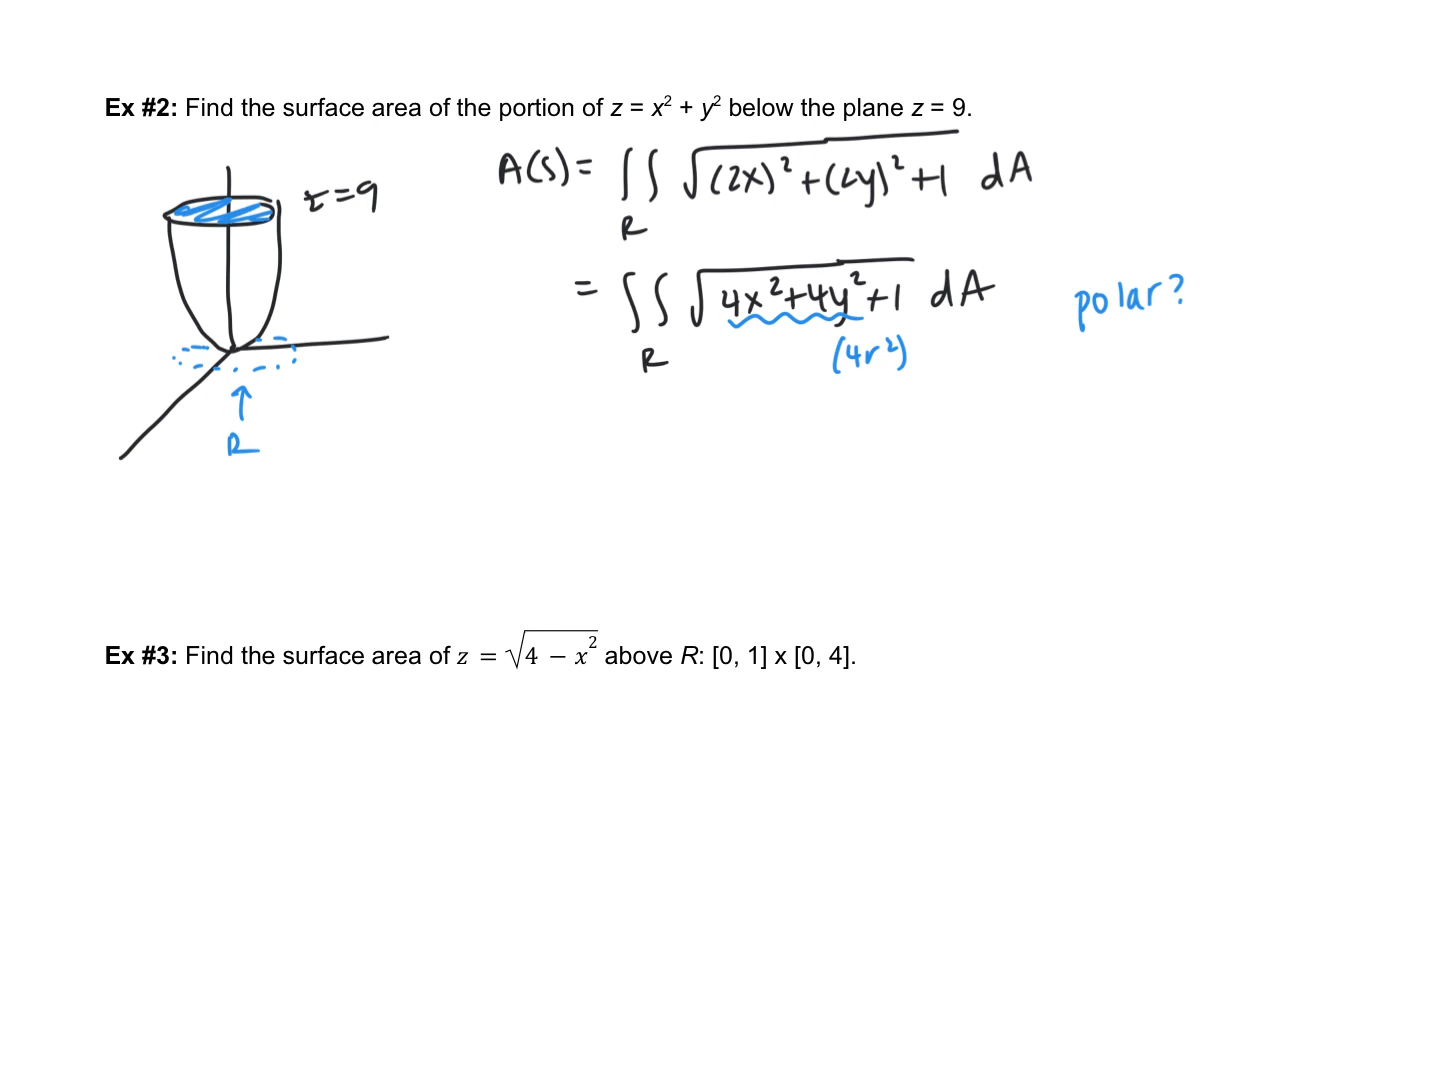 Ex #2: Find the surface area of the portion of z = x² + y² below the plane z = 9.
z=9
A(S)= ∫∫ √(2x)²+(2y)²+1 dA
R
= ∫∫ √4x²+4y²+1 dA
R
(4r²)
polar?
R
Ex #3: Find the surface area of z = √4 − x² above R: [0, 1] x [0, 4].